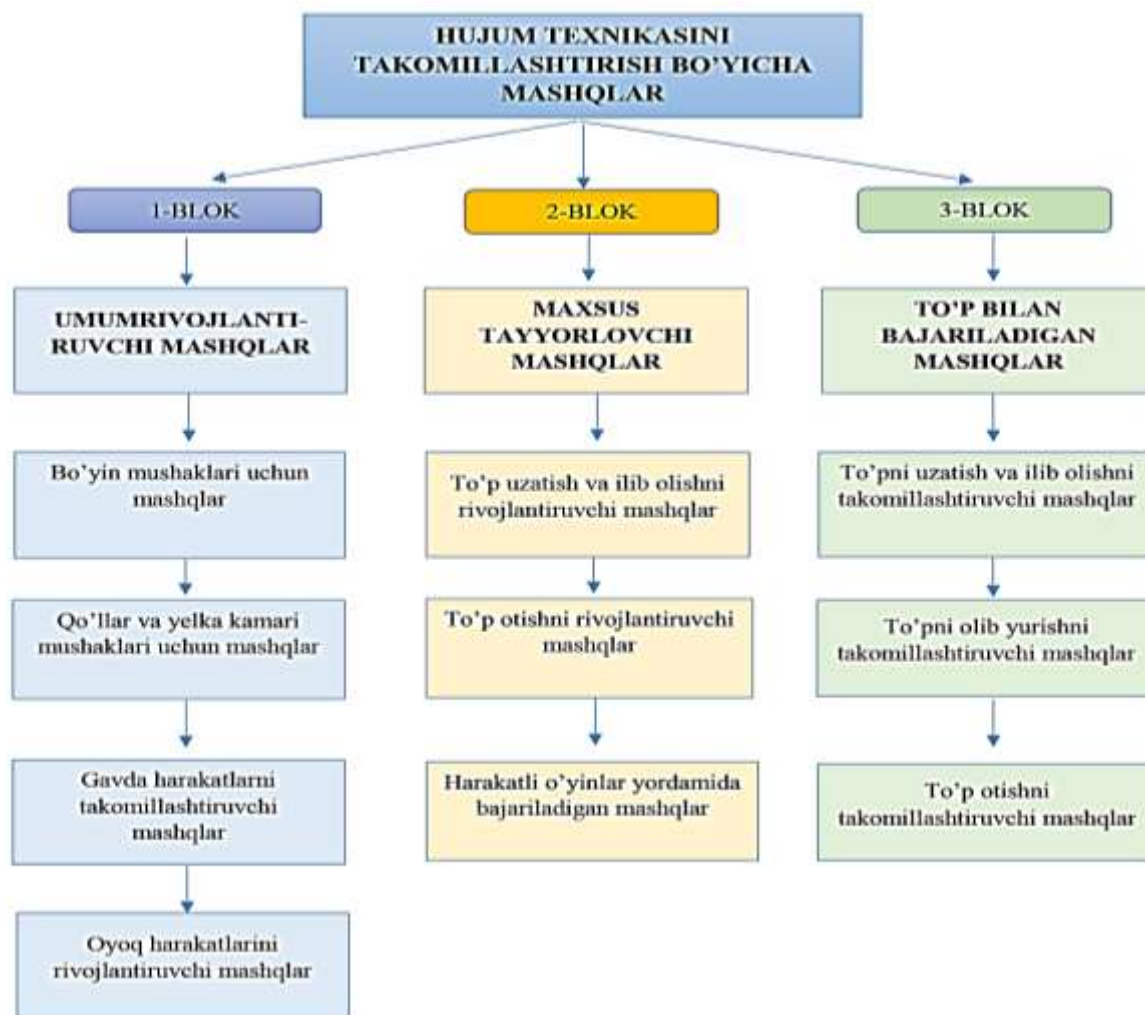 HUJUM TEXNIKASINI
TAKOMILLASHTIRISH BO’YICHA
MASHQLAR
1-BLOK
2-BLOK
3-BLOK
UMUMRIVOJLANTI-
RUVCHI MASHQLAR
MAXSUS
TAYYORLOVCHI
MASHQLAR
TO’P BILAN
BAJARILADIGAN
MASHQLAR
Bo’yin mushaklari uchun
mashqlar
To’p uzatish va ilib olishni
rivojlantiruvchi mashqlar
To’pni uzatish va ilib olishni
takomillashtiruvchi mashqlar
Qo’llar va yelka kamari
mushaklari uchun mashqlar
To’p otishni rivojlantiruvchi
mashqlar
To’pni olib yurishni
takomillashtiruvchi mashqlar
Gavda harakatlarni
takomillashtiruvchi
mashqlar
Harakatli o’yinlar yordamida
bajariladigan mashqlar
To’p otishni
takomillashtiruvchi mashqlar
Oyoq harakatlarini
rivojlantiruvchi mashqlar